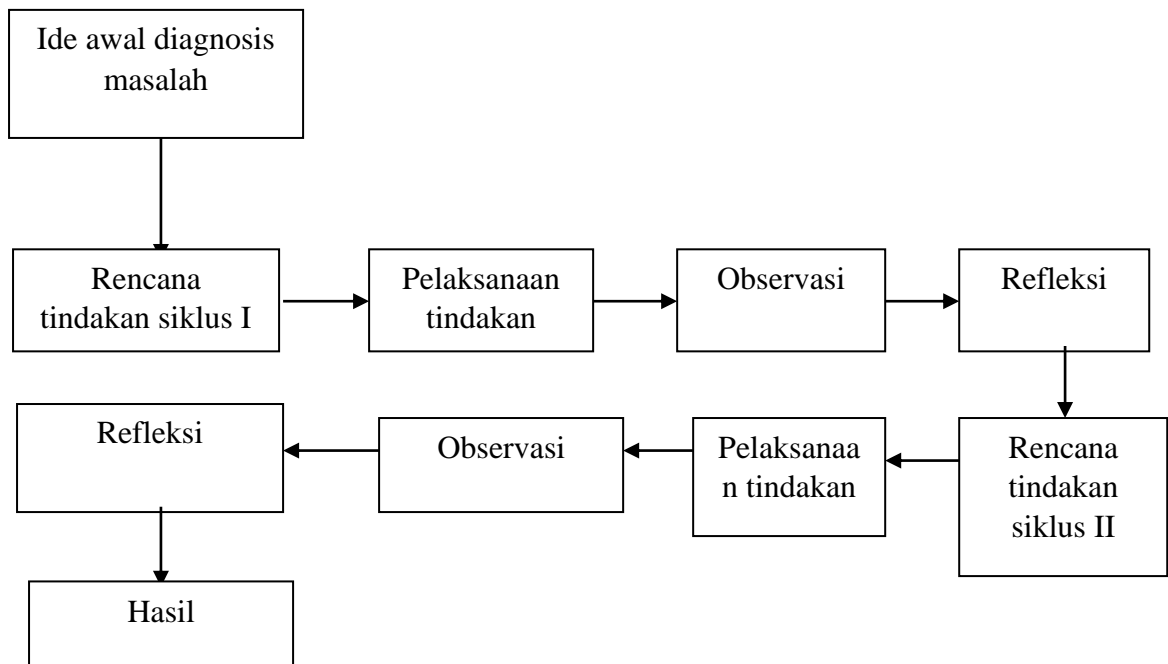 Ide awal diagnosis
masalah
Rencana
tindakan siklus I
Pelaksanaan
tindakan
Observasi
Refleksi
Refleksi
Observasi
Pelaksanaa
n tindakan
Rencana
tindakan
siklus II
Hasil